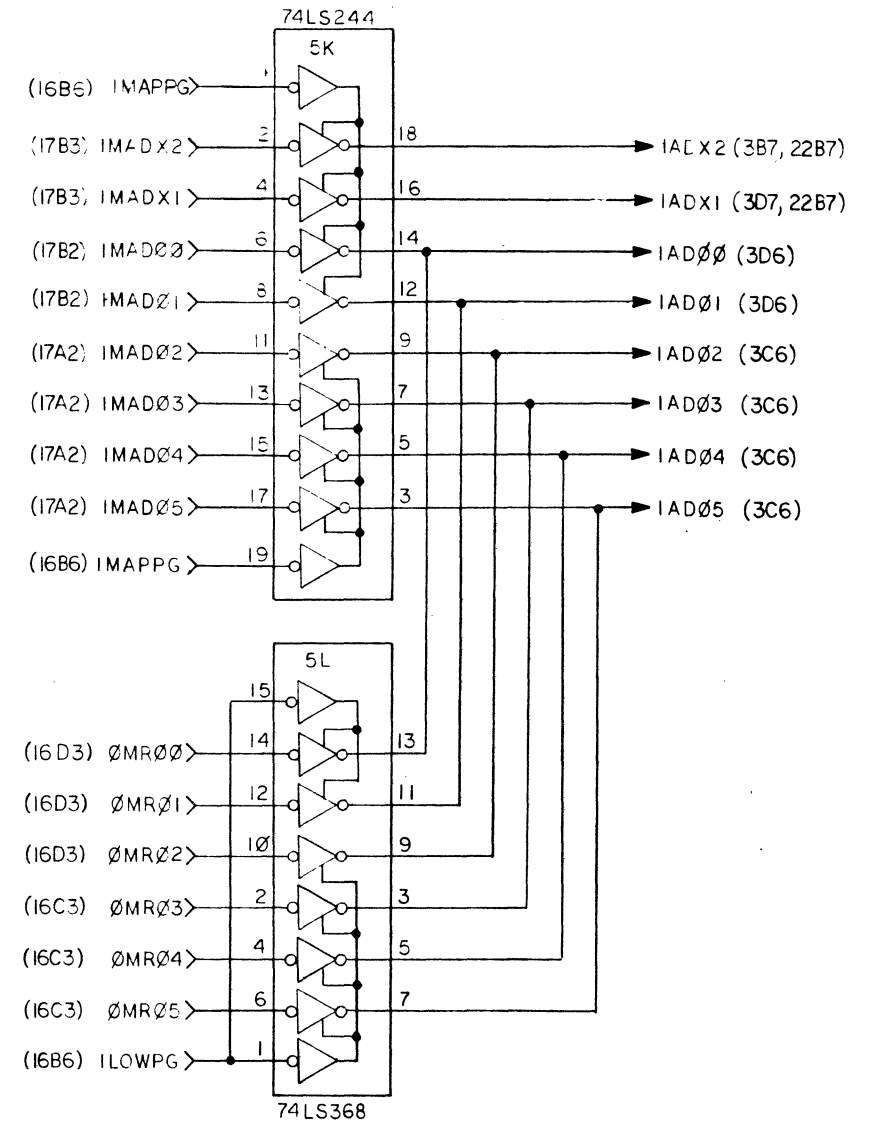 74LS244
5K
(16B6) IMAPPG 1
(17B3) IMADX2 2 18 IADX2 (3B7, 22B7)
(17B3) IMADX1 4 16 IADX1 (3D7, 22B7)
(17B2) IMADØØ 6 14 IADØØ (3D6)
(17B2) IMADØ1 8 12 IADØ1 (3D6)
(17A2) IMADØ2 11 9 IADØ2 (3C6)
(17A2) IMADØ3 13 7 IADØ3 (3C6)
(17A2) IMADØ4 15 5 IADØ4 (3C6)
(17A2) IMADØ5 17 3 IADØ5 (3C6)
(16B6) IMAPPG 19
5L
15
(16D3) ØMRØØ 14 13
(16D3) ØMRØ1 12 11
(16D3) ØMRØ2 1Ø 9
(16C3) ØMRØ3 2 3
(16C3) ØMRØ4 4 5
(16C3) ØMRØ5 6 7
(16B6) ILOWPG 1
74LS368